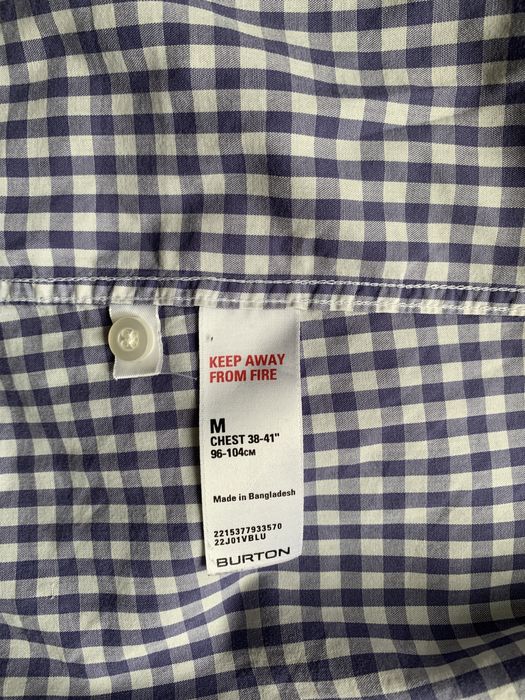 KEEP AWAY
FROM FIRE
M
CHEST 38-41"
96-104CM
Made in Bangladesh
2215377933570
22J01VBLU
BURTON